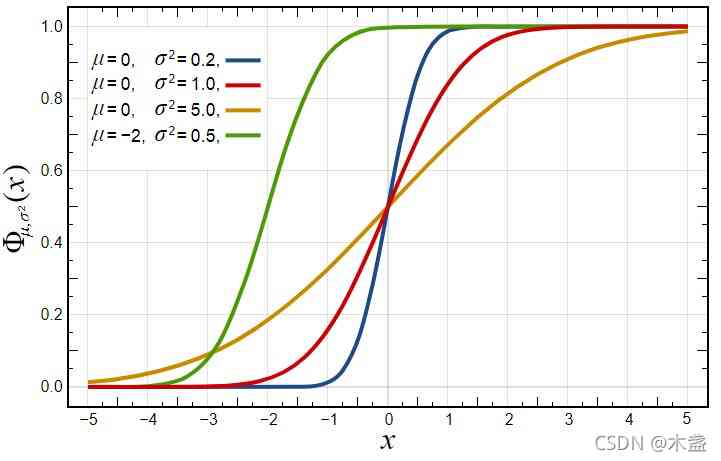 1.0
0.8
0.6
0.4
0.2
0.0
Φμ,σ²(x)
μ = 0, σ² = 0.2,
μ = 0, σ² = 1.0,
μ = 0, σ² = 5.0,
μ = −2, σ² = 0.5,
−5 −4 −3 −2 −1 0 1 2 3 4 5
x
CSDN @木盏